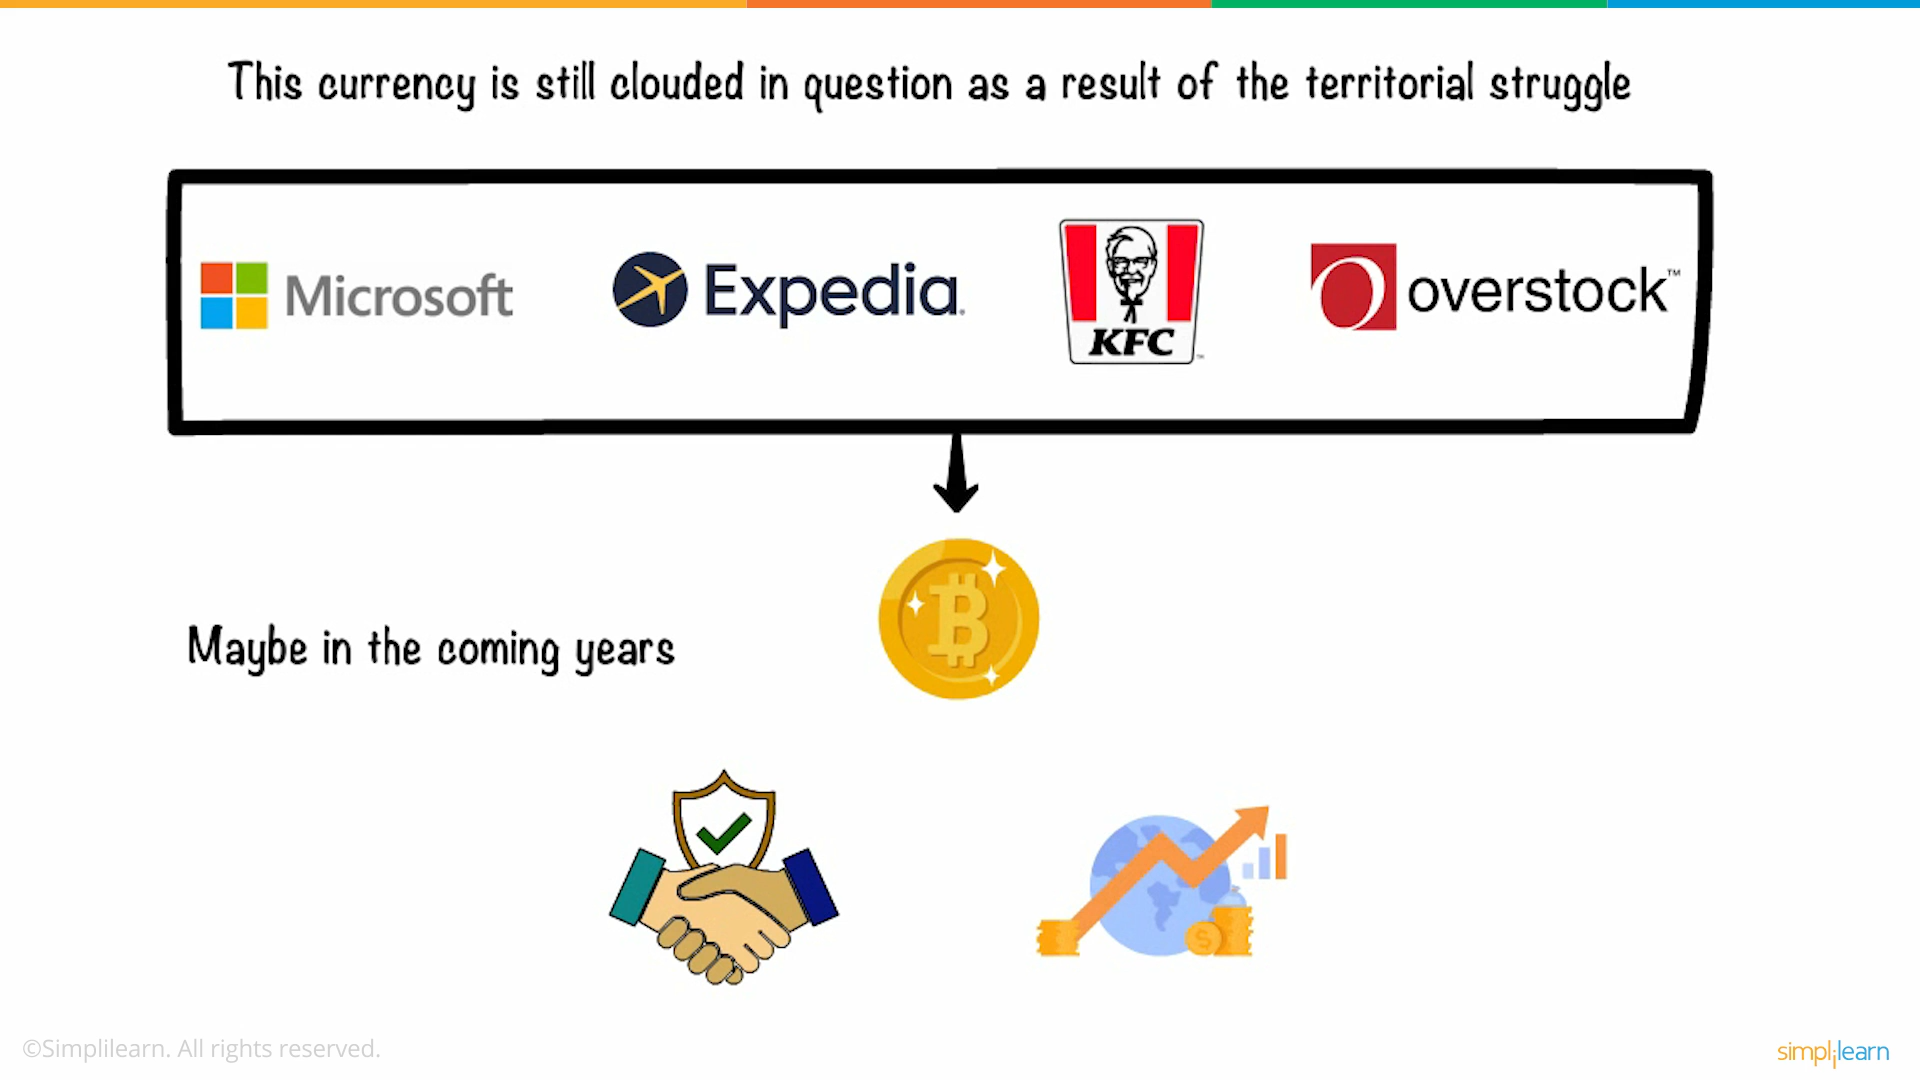 This currency is still clouded in question as a result of the territorial struggle
Microsoft
Expedia
KFC
overstock™
Maybe in the coming years
©Simplilearn. All rights reserved.
simplilearn